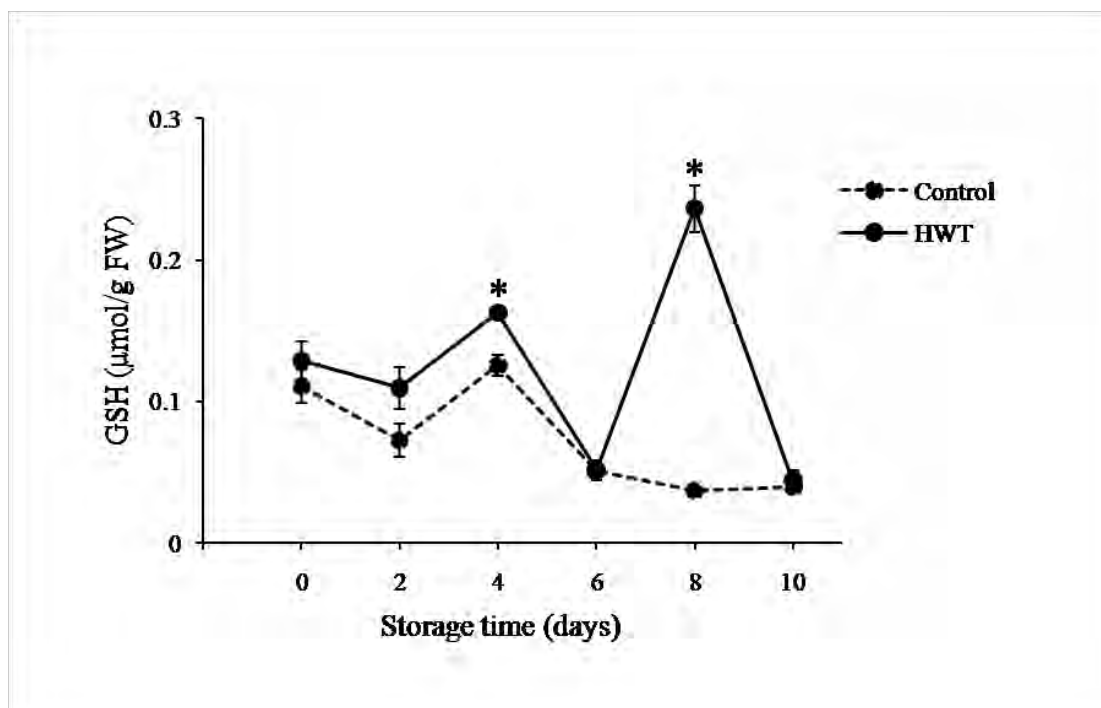 0.3
0.2
0.1
0
GSH (µmol/g FW)
*
*
Control
HWT
0 2 4 6 8 10
Storage time (days)